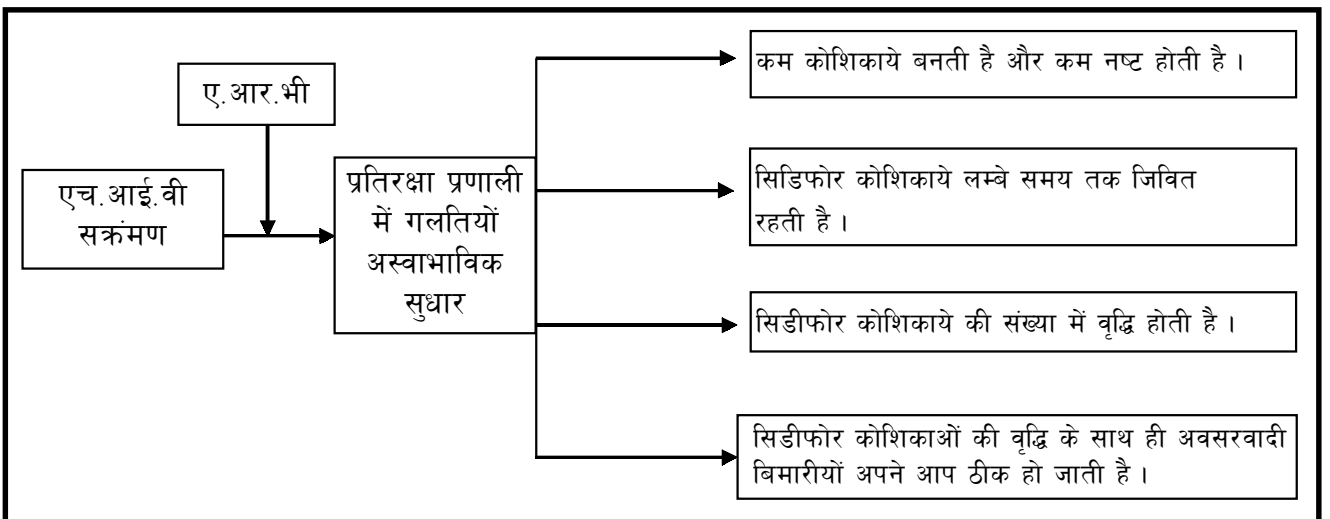 ए.आर.भी
एच.आई.वी
सक्रंमण
प्रतिरक्षा प्रणाली
में गलतियों
अस्वाभाविक
सुधार
कम कोशिकाये बनती है और कम नष्ट होती है ।
सिडिफोर कोशिकाये लम्बे समय तक जिवित
रहती है ।
सिडीफोर कोशिकाये की संख्या में वृद्धि होती है ।
सिडीफोर कोशिकाओं की वृद्धि के साथ ही अवसरवादी
बिमारीयों अपने आप ठीक हो जाती है ।